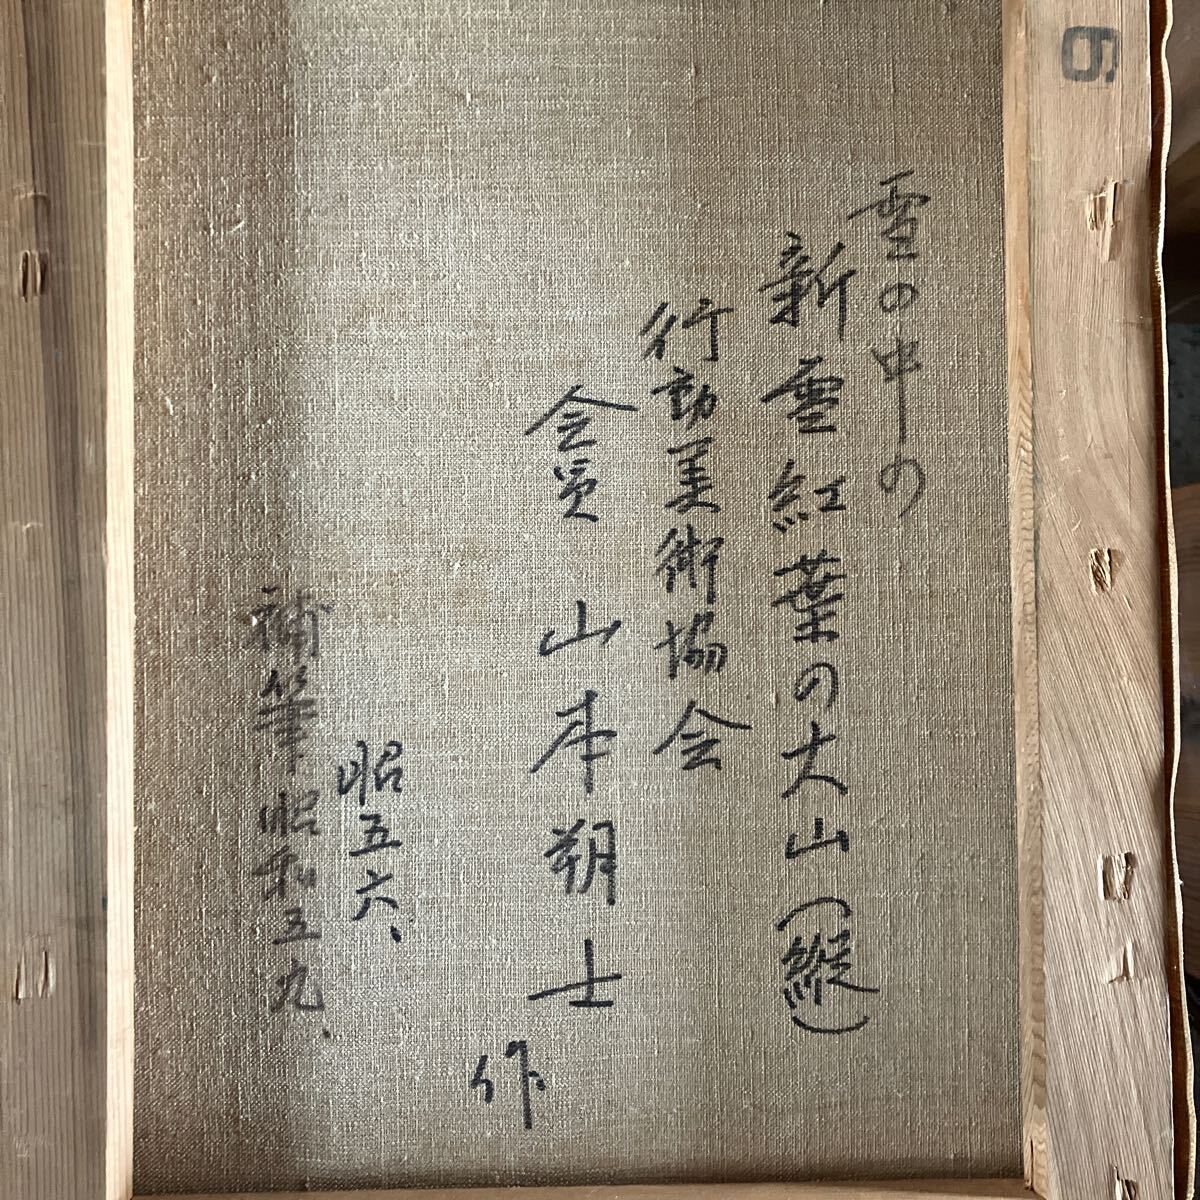 雪の中の
新雪紅葉の大山（縦）
行動美術協会
会員 山本朔士
作
昭五六、
補筆昭和五九、
6